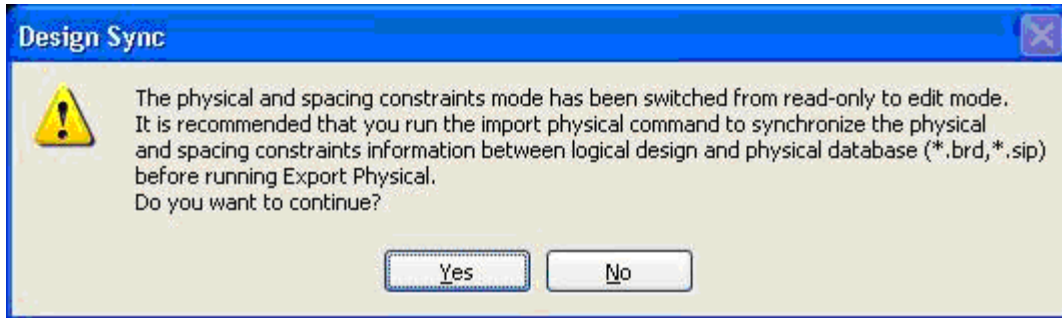 Design Sync
The physical and spacing constraints mode has been switched from read-only to edit mode.
It is recommended that you run the import physical command to synchronize the physical
and spacing constraints information between logical design and physical database (*.brd,*.sip)
before running Export Physical.
Do you want to continue?
Yes
No